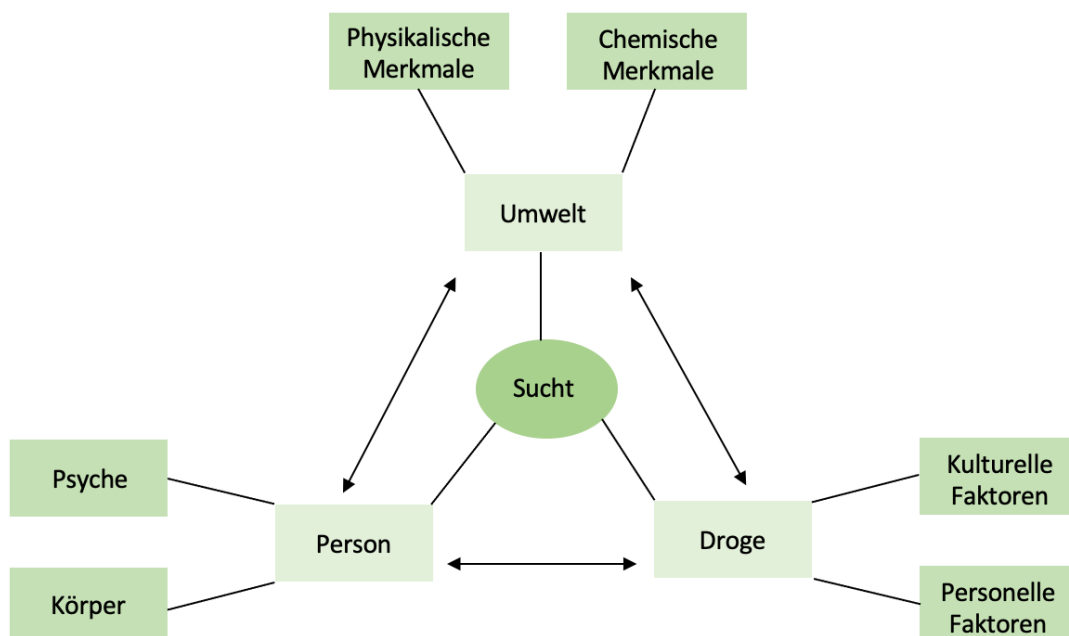 Physikalische
Merkmale
Chemische
Merkmale
Umwelt
Sucht
Psyche
Körper
Person
Droge
Kulturelle
Faktoren
Personelle
Faktoren